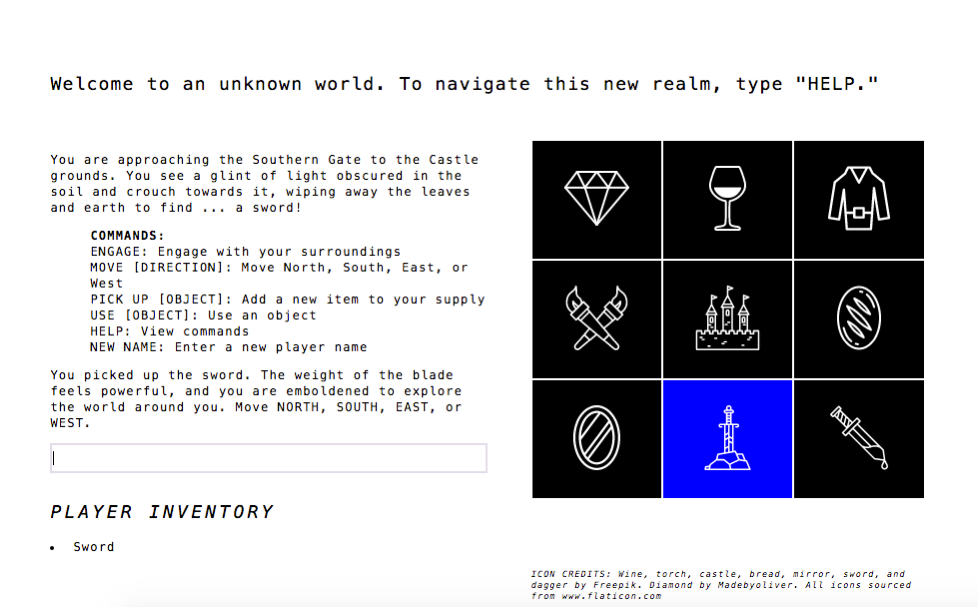 Welcome to an unknown world. To navigate this new realm, type "HELP."
You are approaching the Southern Gate to the Castle
grounds. You see a glint of light obscured in the
soil and crouch towards it, wiping away the leaves
and earth to find ... a sword!
COMMANDS:
ENGAGE: Engage with your surroundings
MOVE [DIRECTION]: Move North, South, East, or
West
PICK UP [OBJECT]: Add a new item to your supply
USE [OBJECT]: Use an object
HELP: View commands
NEW NAME: Enter a new player name
You picked up the sword. The weight of the blade
feels powerful, and you are emboldened to explore
the world around you. Move NORTH, SOUTH, EAST, or
WEST.
PLAYER INVENTORY
• Sword
ICON CREDITS: Wine, torch, castle, bread, mirror, sword, and
dagger by Freepik. Diamond by Madebyoliver. All icons sourced
from www.flaticon.com